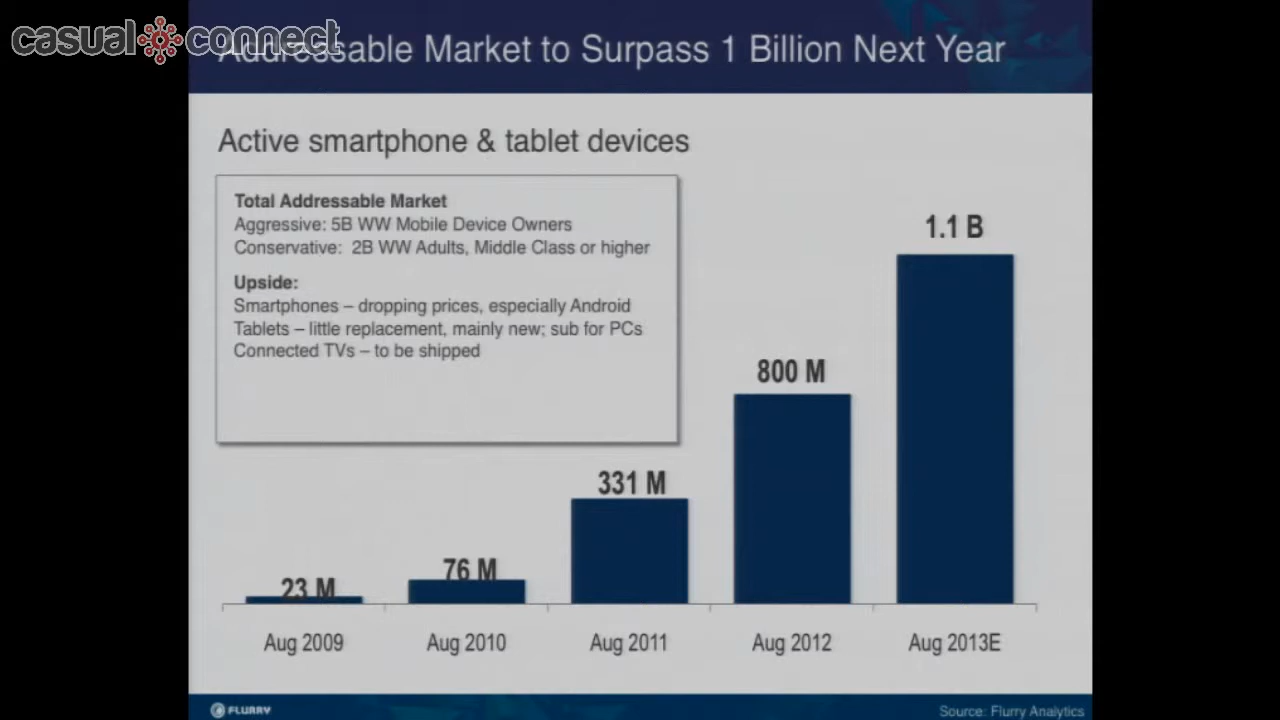 casual connect
Addressable Market to Surpass 1 Billion Next Year
Active smartphone & tablet devices
Total Addressable Market
Aggressive: 5B WW Mobile Device Owners
Conservative: 2B WW Adults, Middle Class or higher
Upside:
Smartphones – dropping prices, especially Android
Tablets – little replacement, mainly new; sub for PCs
Connected TVs – to be shipped
23 M
76 M
331 M
800 M
1.1 B
Aug 2009
Aug 2010
Aug 2011
Aug 2012
Aug 2013E
FLURRY
Source: Flurry Analytics